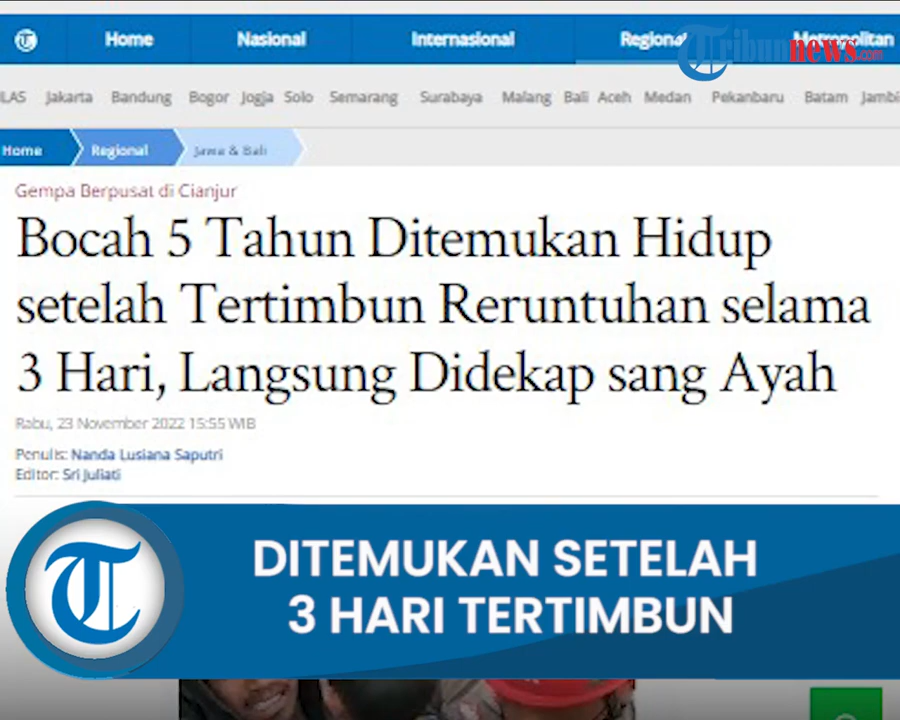 Home Nasional Internasional Regional Metropolitan
Tribunnews.com
LAS Jakarta Bandung Bogor Jogja Solo Semarang Surabaya Malang Bali Aceh Medan Pekanbaru Batam Jambi
Home Regional Jawa & Bali
Gempa Berpusat di Cianjur
Bocah 5 Tahun Ditemukan Hidup
setelah Tertimbun Reruntuhan selama
3 Hari, Langsung Didekap sang Ayah
Rabu, 23 November 2022 15:55 WIB
Penulis: Nanda Lusiana Saputri
Editor: Sri Juliati
T
DITEMUKAN SETELAH
3 HARI TERTIMBUN